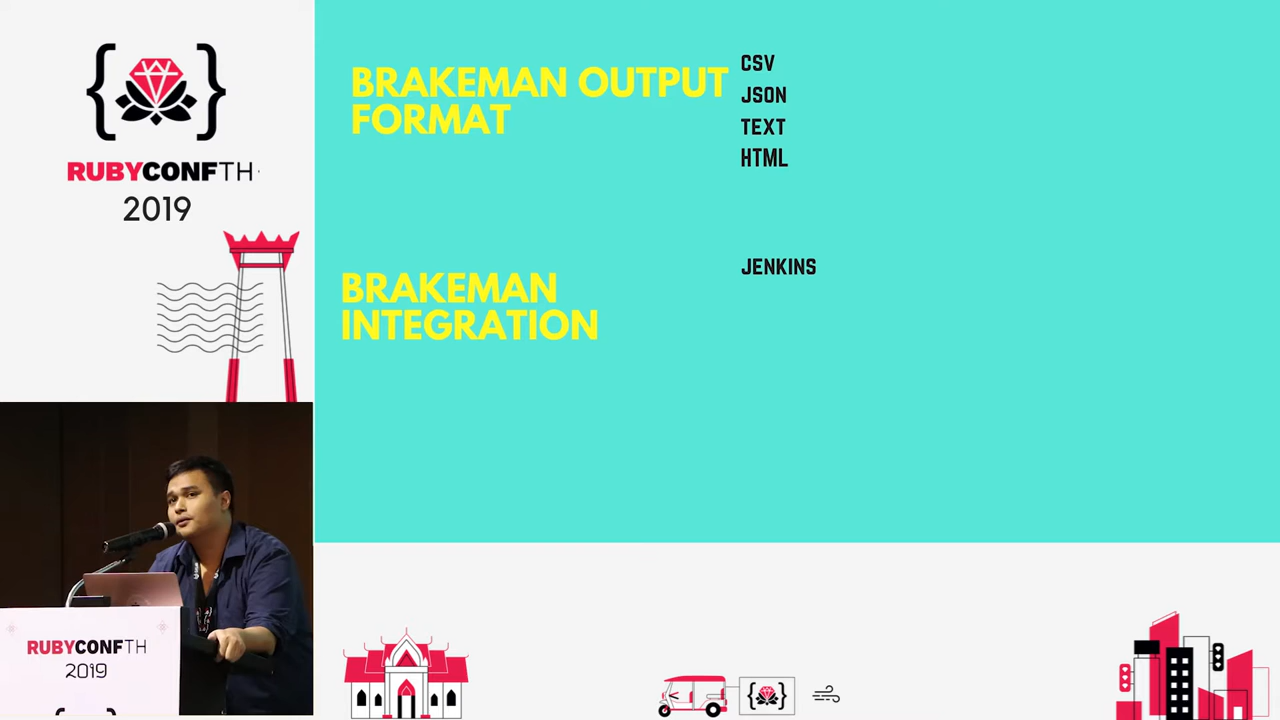 RUBYCONFTH
2019
BRAKEMAN OUTPUT
FORMAT
CSV
JSON
TEXT
HTML
BRAKEMAN
INTEGRATION
JENKINS
RUBYCONFTH
2019